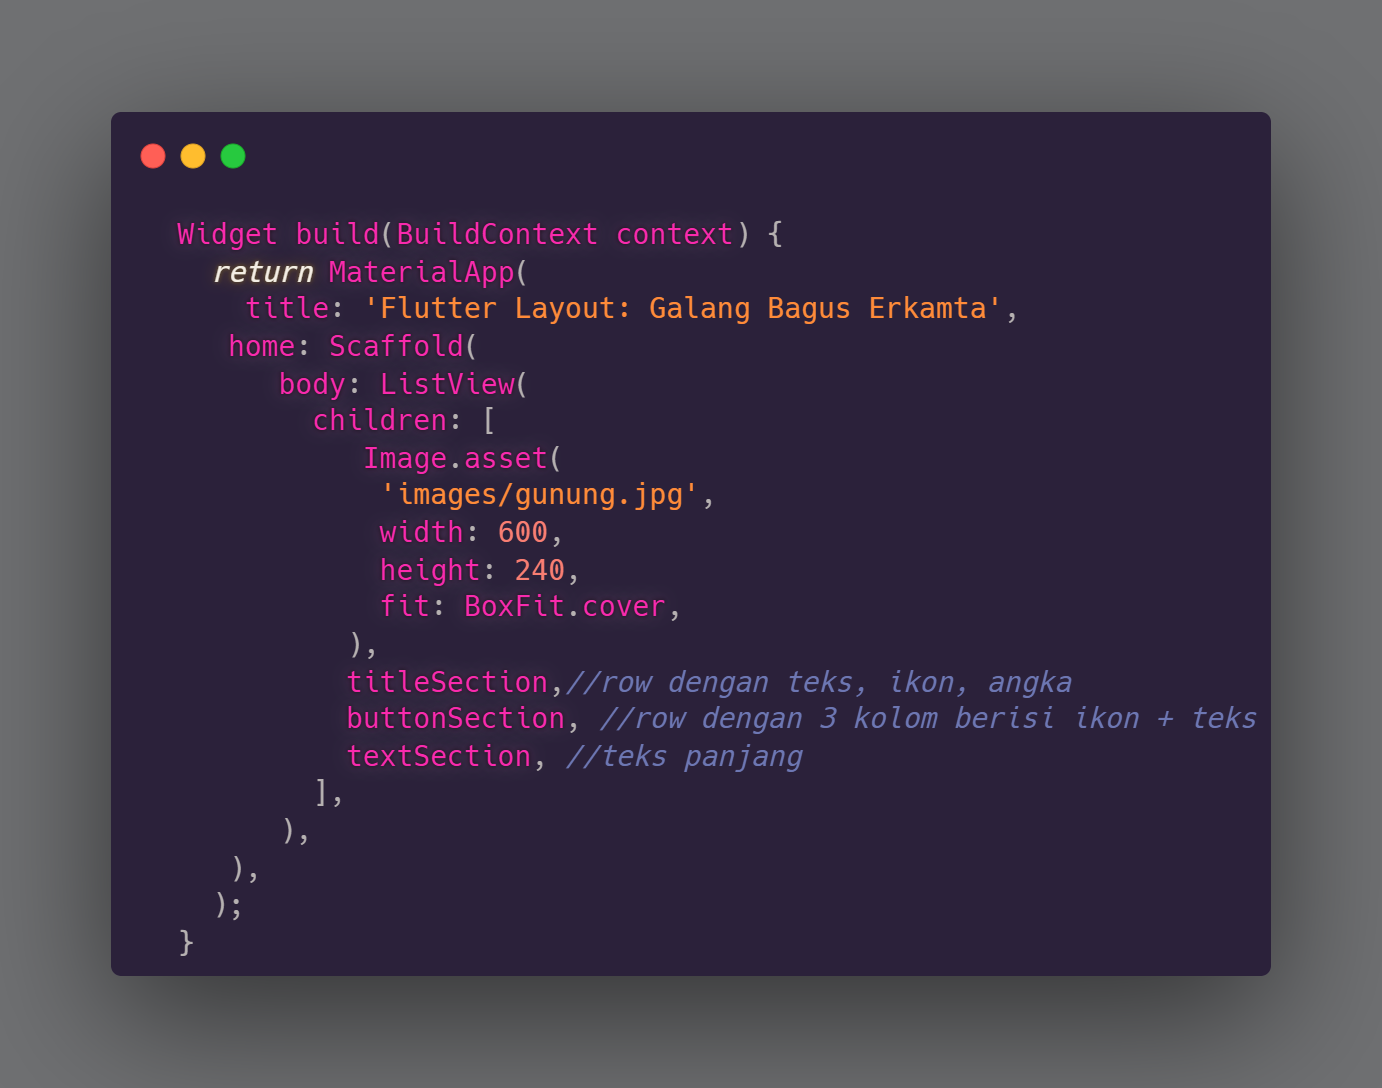 Widget build(BuildContext context) {
  return MaterialApp(
    title: 'Flutter Layout: Galang Bagus Erkamta',
   home: Scaffold(
      body: ListView(
        children: [
           Image.asset(
            'images/gunung.jpg',
            width: 600,
            height: 240,
            fit: BoxFit.cover,
          ),
          titleSection,//row dengan teks, ikon, angka
          buttonSection, //row dengan 3 kolom berisi ikon + teks
          textSection, //teks panjang
        ],
      ),
   ),
  );
}